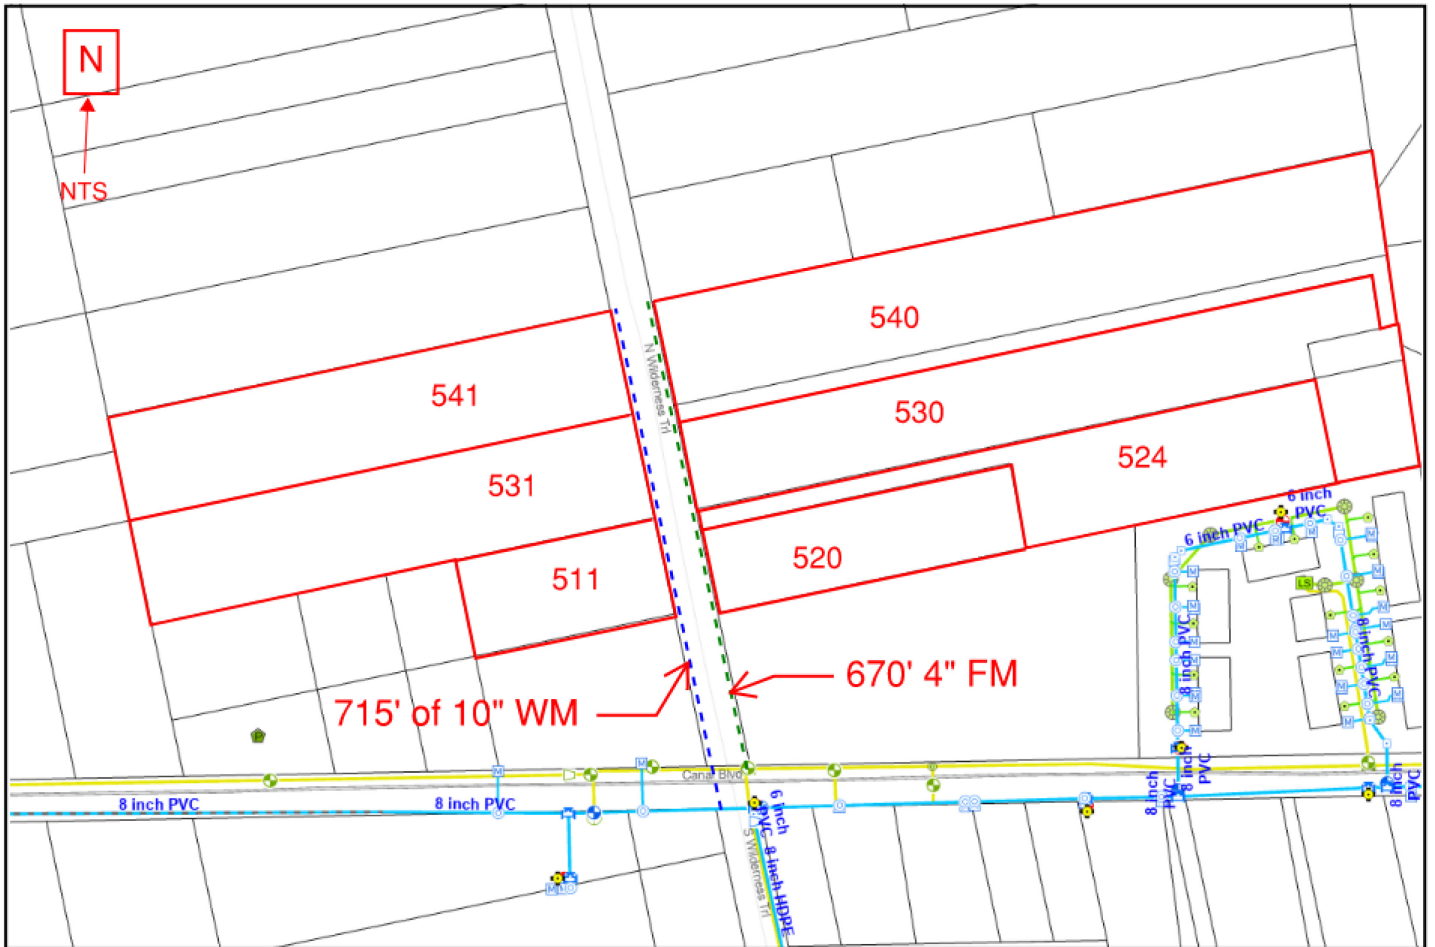 N
NTS
540
541
530
524
531
N Wilderness Trl
6 inch
PVC
6 inch PVC
520
511
LS
8 inch PVC
8 inch PVC
670' 4" FM
715' of 10" WM
P
Canal Blvd
8 inch PVC
8 inch PVC
6 inch
PVC
8 inch
PVC
8 inch
PVC
8 inch
PVC
S Wilderness Trl
8 inch HDPE